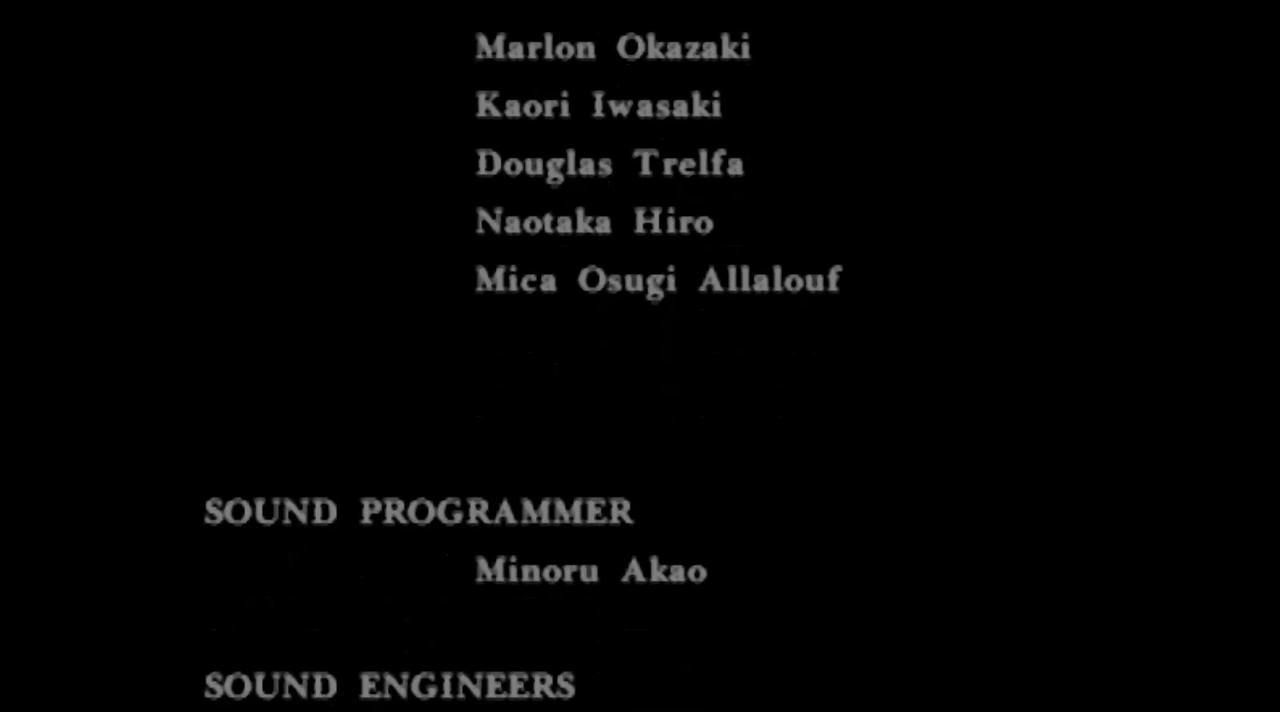 Marlon Okazaki
Kaori Iwasaki
Douglas Trelfa
Naotaka Hiro
Mica Osugi Allalouf
SOUND PROGRAMMER
Minoru Akao
SOUND ENGINEERS